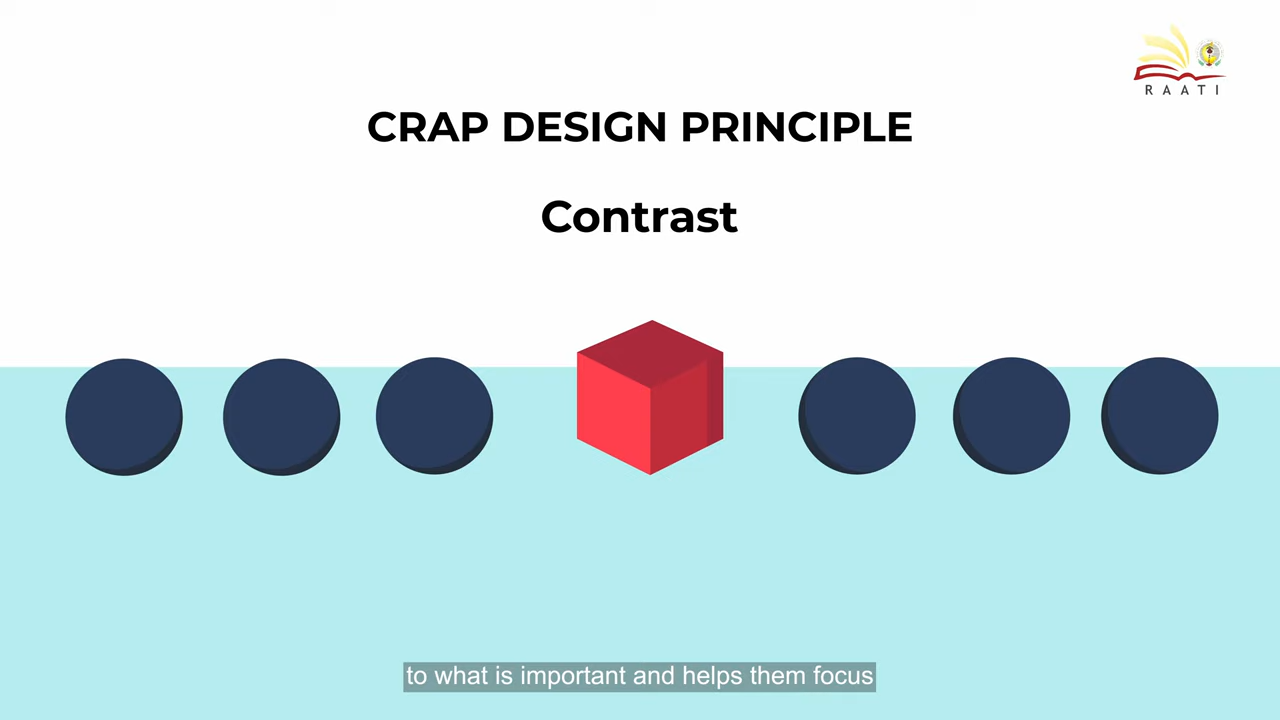 RAATI
CRAP DESIGN PRINCIPLE
Contrast
to what is important and helps them focus